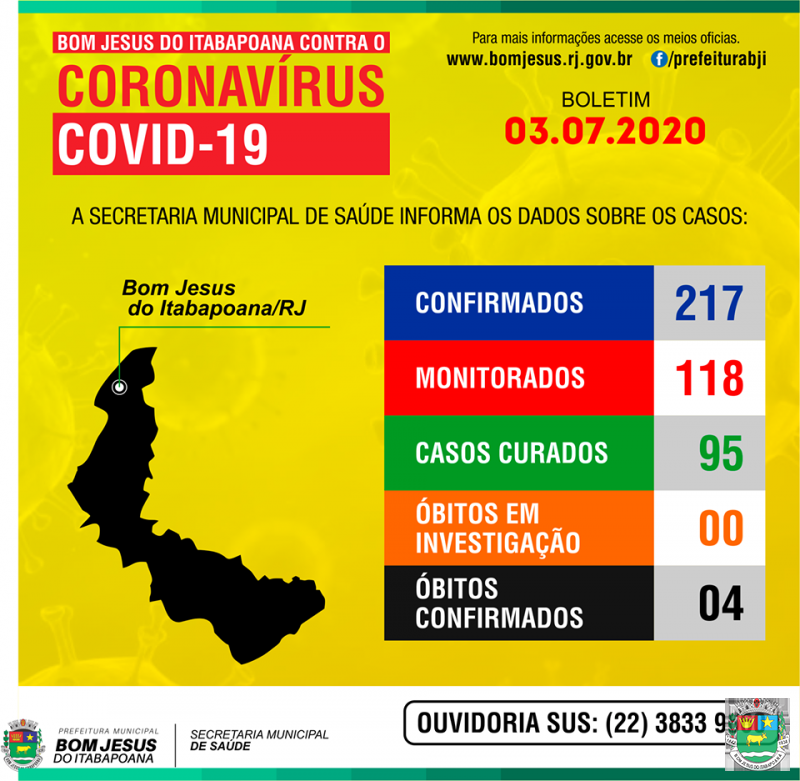 BOM JESUS DO ITABAPOANA CONTRA O
CORONAVÍRUS
COVID-19
Para mais informações acesse os meios oficias.
www.bomjesus.rj.gov.br /prefeiturabji
BOLETIM
03.07.2020
A SECRETARIA MUNICIPAL DE SAÚDE INFORMA OS DADOS SOBRE OS CASOS:
Bom Jesus
do Itabapoana/RJ
CONFIRMADOS 217
MONITORADOS 118
CASOS CURADOS 95
ÓBITOS EM
INVESTIGAÇÃO 00
ÓBITOS
CONFIRMADOS 04
PREFEITURA MUNICIPAL
BOM JESUS
DO ITABAPOANA
SECRETARIA MUNICIPAL
DE SAÚDE
OUVIDORIA SUS: (22) 3833